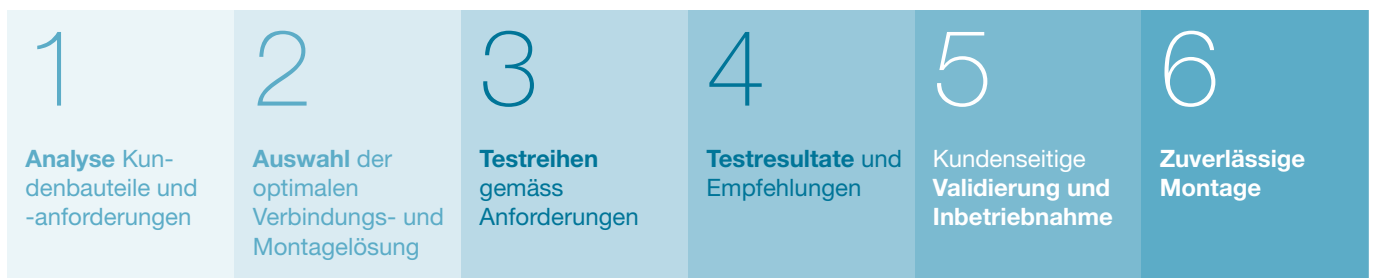 1
Analyse Kun-
denbauteile und
-anforderungen
2
Auswahl der
optimalen
Verbindungs- und
Montagelösung
3
Testreihen
gemäss
Anforderungen
4
Testresultate und
Empfehlungen
5
Kundenseitige
Validierung und
Inbetriebnahme
6
Zuverlässige
Montage